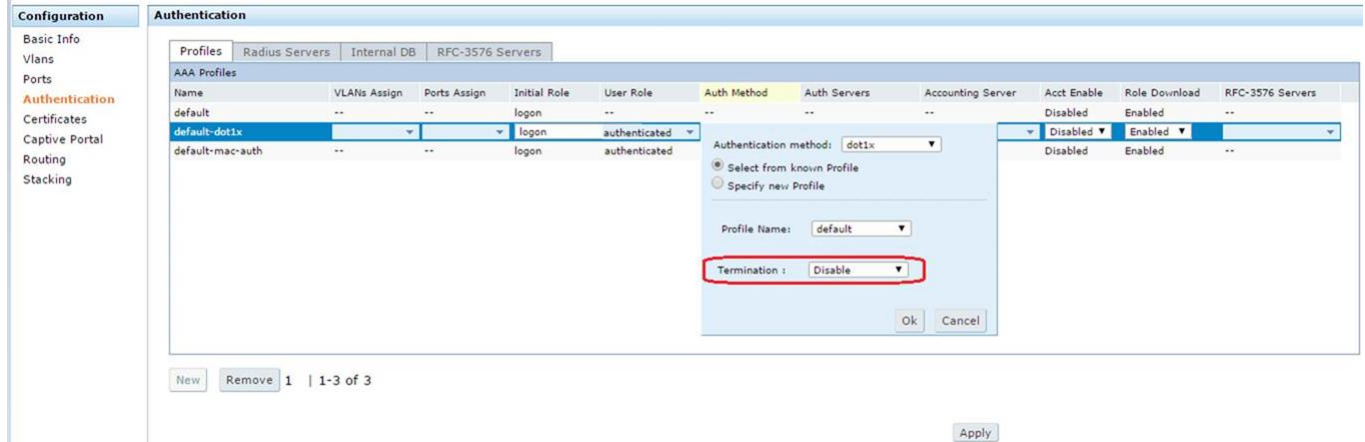 Configuration
Basic Info
Vlans
Ports
Authentication
Certificates
Captive Portal
Routing
Stacking
Authentication
Profiles Radius Servers Internal DB RFC-3576 Servers
AAA Profiles
Name VLANs Assign Ports Assign Initial Role User Role Auth Method Auth Servers Accounting Server Acct Enable Role Download RFC-3576 Servers
default -- -- logon -- -- -- -- Disabled Enabled --
default-dot1x logon authenticated Disabled Enabled
default-mac-auth -- -- logon authenticated Disabled Enabled --
Authentication method: dot1x
Select from known Profile
Specify new Profile
Profile Name: default
Termination : Disable
Ok Cancel
New Remove 1 | 1-3 of 3
Apply